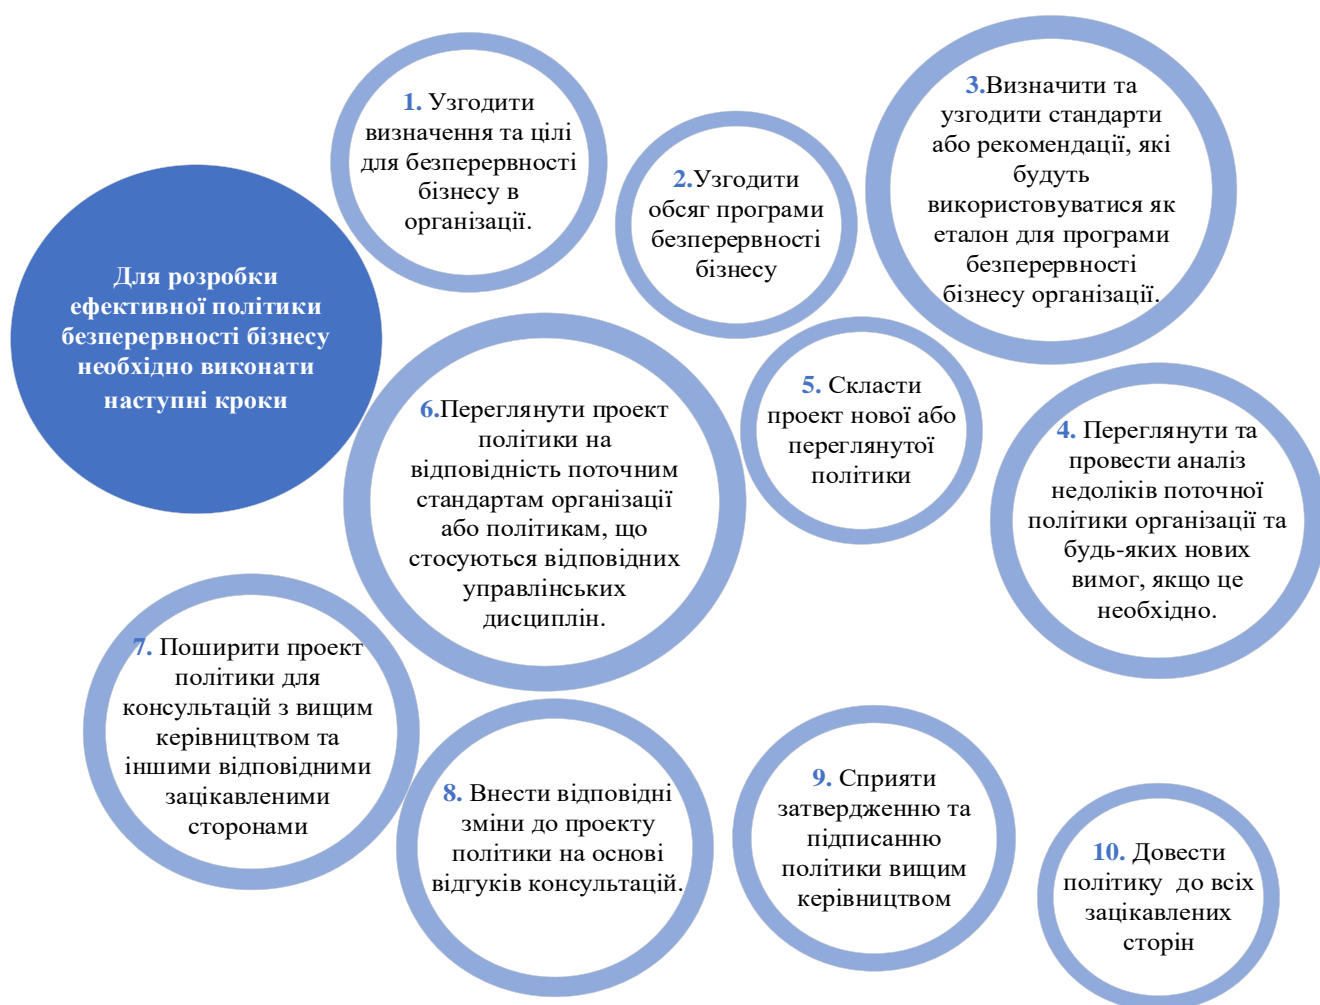 Для розробки
ефективної політики
безперервності бізнесу
необхідно виконати
наступні кроки
1. Узгодити
визначення та цілі
для безперервності
бізнесу в
організації.
2.Узгодити
обсяг програми
безперервності
бізнесу
3.Визначити та
узгодити стандарти
або рекомендації, які
будуть
використовуватися як
еталон для програми
безперервності
бізнесу організації.
4. Переглянути та
провести аналіз
недоліків поточної
політики організації та
будь-яких нових
вимог, якщо це
необхідно.
5. Скласти
проект нової або
переглянутої
політики
6.Переглянути проект
політики на
відповідність поточним
стандартам організації
або політикам, що
стосуються відповідних
управлінських
дисциплін.
7. Поширити проект
політики для
консультацій з вищим
керівництвом та
іншими відповідними
зацікавленими
сторонами
8. Внести відповідні
зміни до проекту
політики на основі
відгуків консультацій.
9. Сприяти
затвердженню та
підписанню
політики вищим
керівництвом
10. Довести
політику до всіх
зацікавлених
сторін